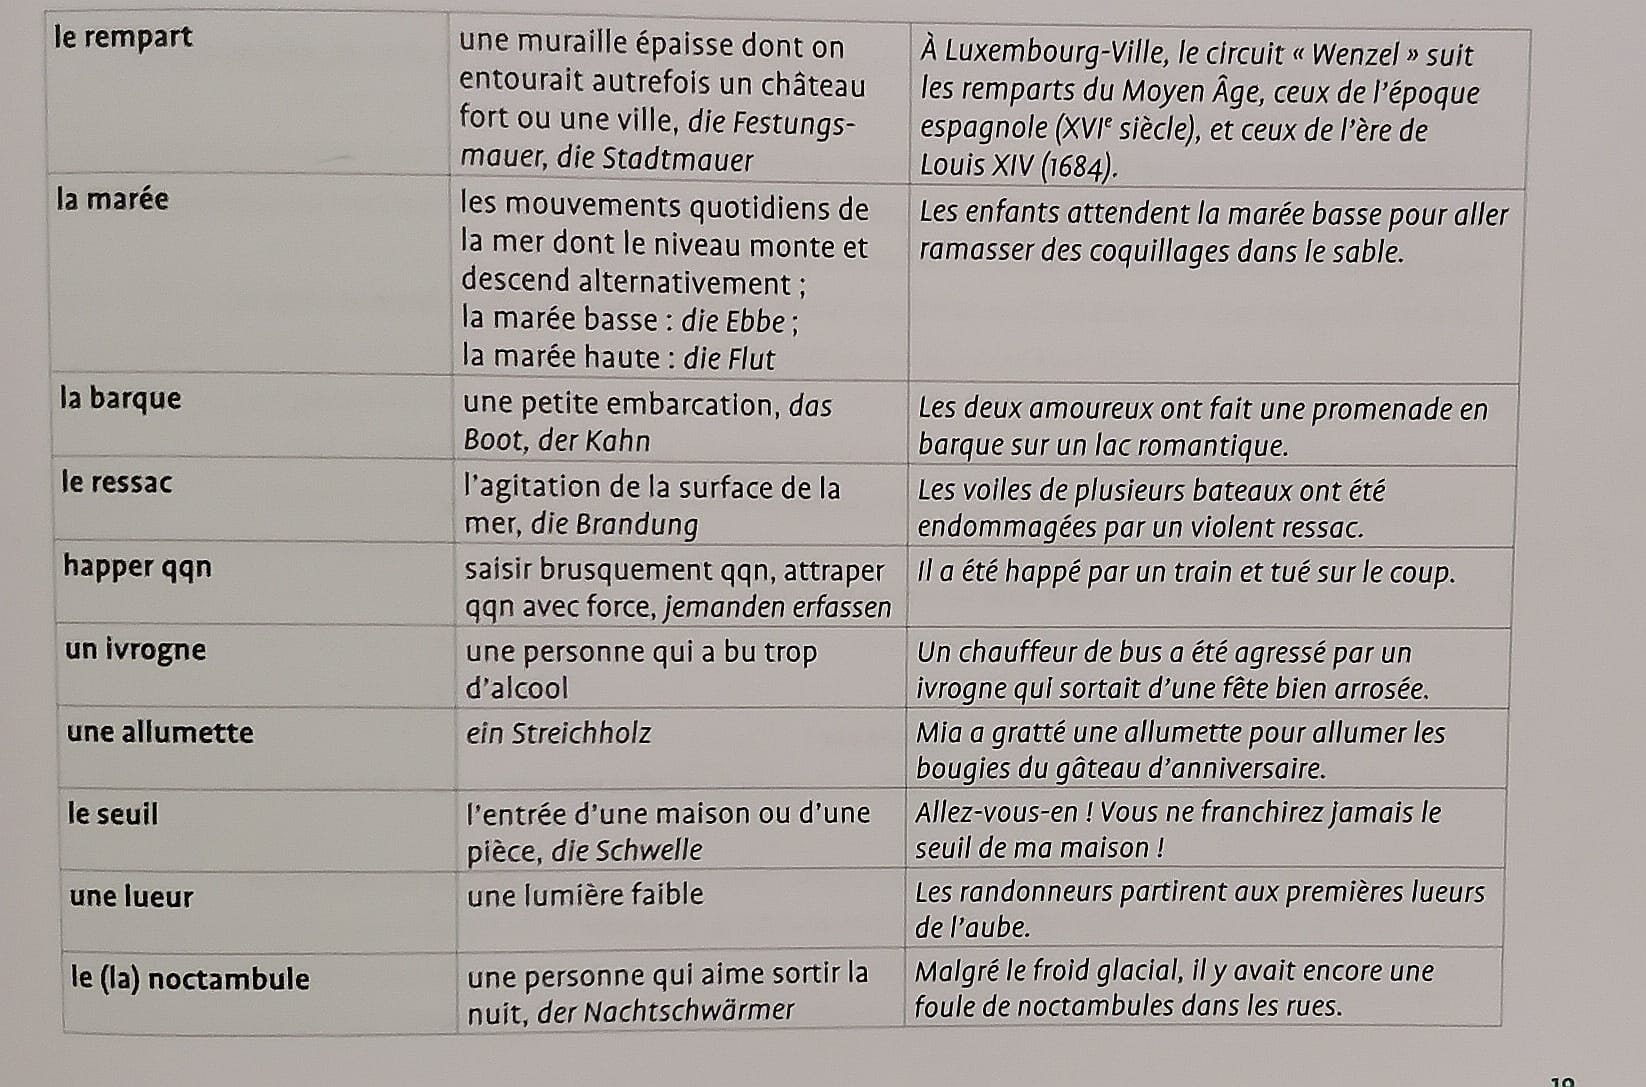 le rempart
une muraille épaisse dont on
entourait autrefois un château
fort ou une ville, die Festungs-
mauer, die Stadtmauer
À Luxembourg-Ville, le circuit « Wenzel » suit
les remparts du Moyen Âge, ceux de l'époque
espagnole (XVIe siècle), et ceux de l'ère de
Louis XIV (1684).
la marée
les mouvements quotidiens de
la mer dont le niveau monte et
descend alternativement ;
la marée basse : die Ebbe ;
la marée haute : die Flut
Les enfants attendent la marée basse pour aller
ramasser des coquillages dans le sable.
la barque
une petite embarcation, das
Boot, der Kahn
Les deux amoureux ont fait une promenade en
barque sur un lac romantique.
le ressac
l'agitation de la surface de la
mer, die Brandung
Les voiles de plusieurs bateaux ont été
endommagées par un violent ressac.
happer qqn
saisir brusquement qqn, attraper
qqn avec force, jemanden erfassen
Il a été happé par un train et tué sur le coup.
un ivrogne
une personne qui a bu trop
d'alcool
Un chauffeur de bus a été agressé par un
ivrogne qui sortait d'une fête bien arrosée.
une allumette
ein Streichholz
Mia a gratté une allumette pour allumer les
bougies du gâteau d'anniversaire.
le seuil
l'entrée d'une maison ou d'une
pièce, die Schwelle
Allez-vous-en ! Vous ne franchirez jamais le
seuil de ma maison !
une lueur
une lumière faible
Les randonneurs partirent aux premières lueurs
de l'aube.
le (la) noctambule
une personne qui aime sortir la
nuit, der Nachtschwärmer
Malgré le froid glacial, il y avait encore une
foule de noctambules dans les rues.